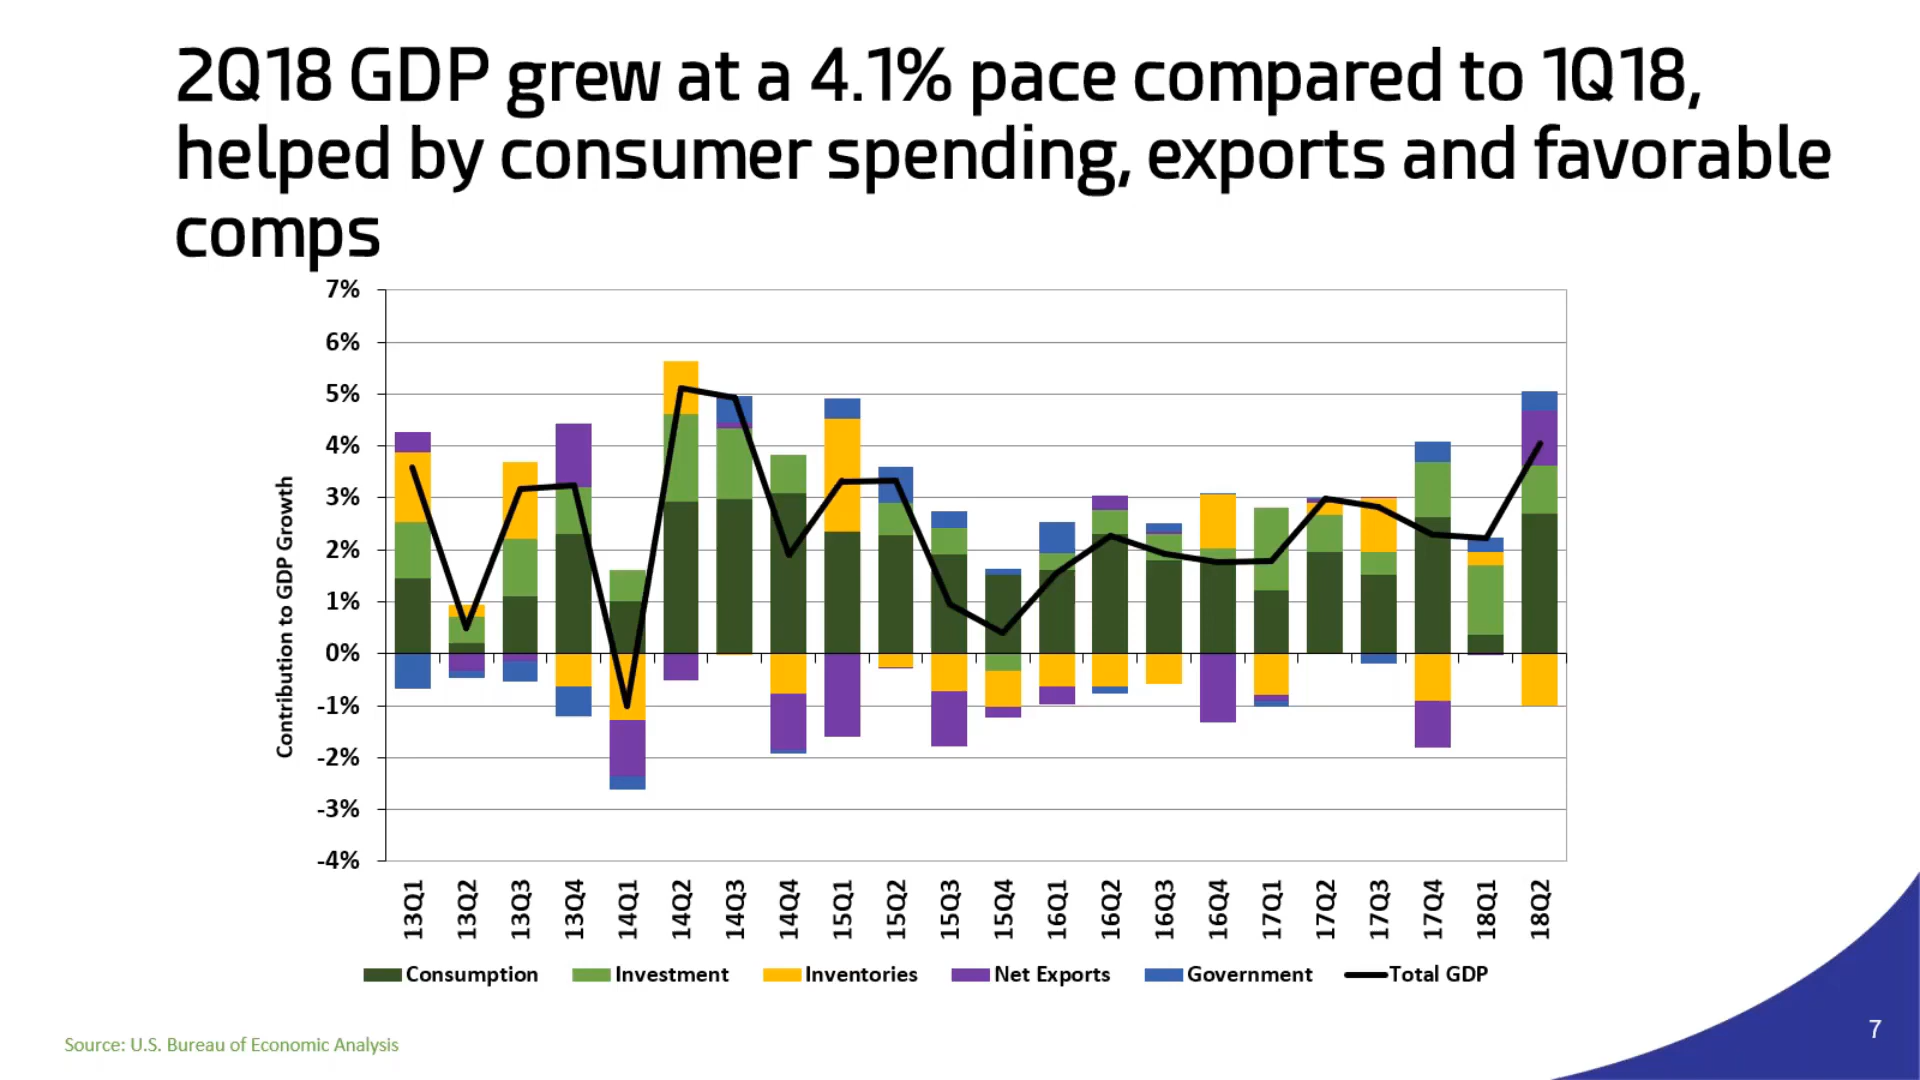 2Q18 GDP grew at a 4.1% pace compared to 1Q18,
helped by consumer spending, exports and favorable
comps
7%
6%
5%
4%
3%
2%
1%
0%
-1%
-2%
-3%
-4%
Contribution to GDP Growth
13Q1 13Q2 13Q3 13Q4 14Q1 14Q2 14Q3 14Q4 15Q1 15Q2 15Q3 15Q4 16Q1 16Q2 16Q3 16Q4 17Q1 17Q2 17Q3 17Q4 18Q1 18Q2
Consumption Investment Inventories Net Exports Government Total GDP
Source: U.S. Bureau of Economic Analysis
7